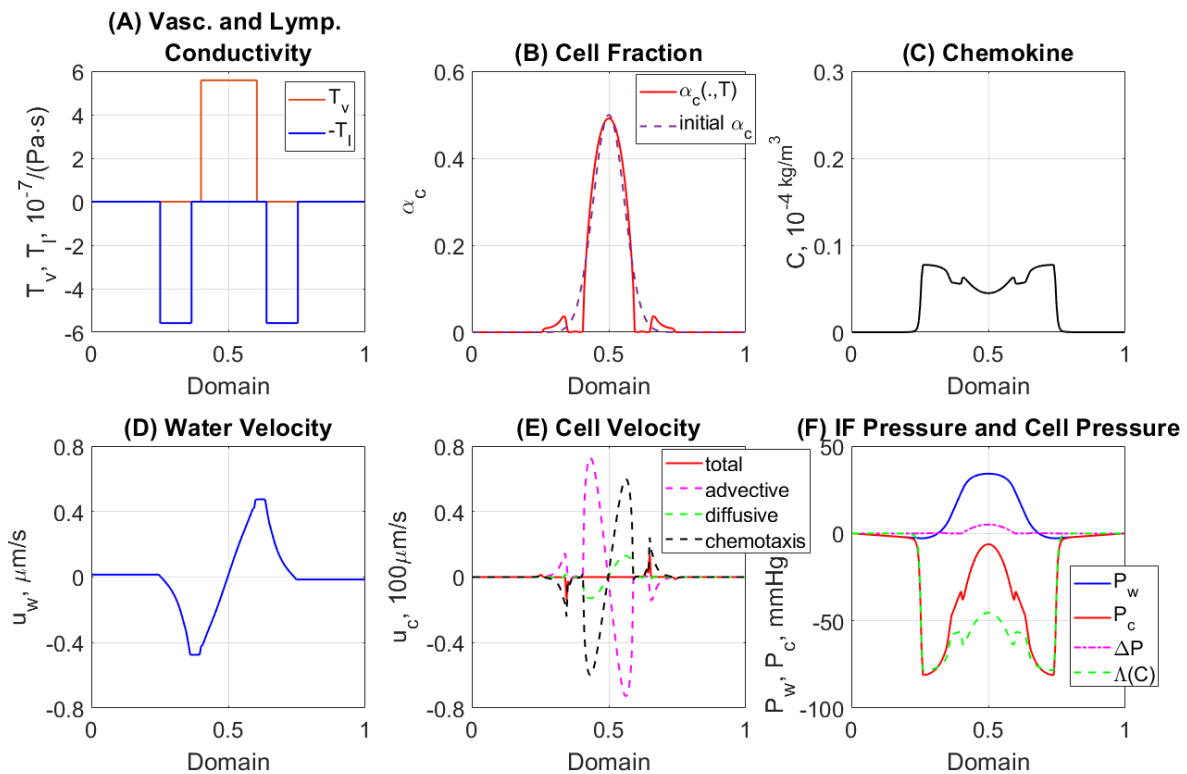 (A) Vasc. and Lymp.
Conductivity
T_v, T_l, 10^-7/(Pa·s)
6
4
2
0
-2
-4
-6
T_v
-T_l
0
0.5
1
Domain
(B) Cell Fraction
α_c
0.6
0.4
0.2
0
α_c(.,T)
initial α_c
0
0.5
1
Domain
(C) Chemokine
C, 10^-4 kg/m^3
0.3
0.2
0.1
0
0
0.5
1
Domain
(D) Water Velocity
u_w, μm/s
0.8
0.4
0
-0.4
-0.8
0
0.5
1
Domain
(E) Cell Velocity
u_c, 100μm/s
0.8
0.4
0
-0.4
-0.8
total
advective
diffusive
chemotaxis
0
0.5
1
Domain
(F) IF Pressure and Cell Pressure
P_w, P_c, mmHg
50
0
-50
-100
P_w
P_c
ΔP
Λ(C)
0
0.5
1
Domain